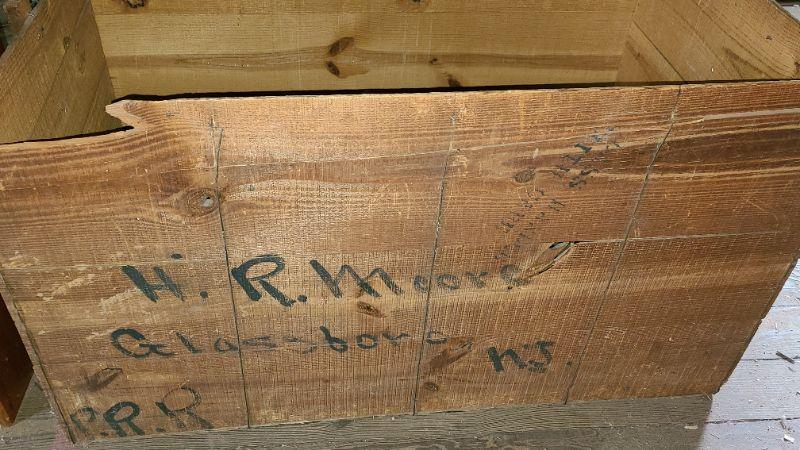 H. R. Moore
Glassboro
N.J.
P.R.R